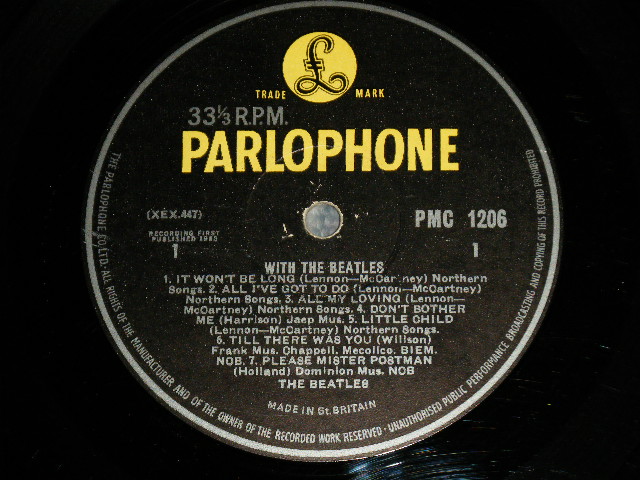 £
TRADE MARK
33⅓ R.P.M.
PARLOPHONE
(XEX.447)
PMC 1206
RECORDING FIRST
PUBLISHED 1963
1
1
WITH THE BEATLES
1. IT WON'T BE LONG (Lennon—McCartney) Northern
Songs. 2. ALL I'VE GOT TO DO (Lennon—McCartney)
Northern Songs. 3. ALL MY LOVING (Lennon—
McCartney) Northern Songs. 4. DON'T BOTHER
ME (Harrison) Jaep Mus. 5. LITTLE CHILD
(Lennon—McCartney) Northern Songs.
6. TILL THERE WAS YOU (Willson)
Frank Mus. Chappell. Mecolico. BIEM.
NCB. 7. PLEASE MISTER POSTMAN
(Holland) Dominion Mus. NCB
THE BEATLES
MADE IN Gt. BRITAIN
THE PARLOPHONE CO. LTD. · ALL RIGHTS OF THE MANUFACTURER AND OF THE OWNER OF THE RECORDED WORK RESERVED · UNAUTHORISED PUBLIC PERFORMANCE BROADCASTING AND COPYING OF THIS RECORD PROHIBITED